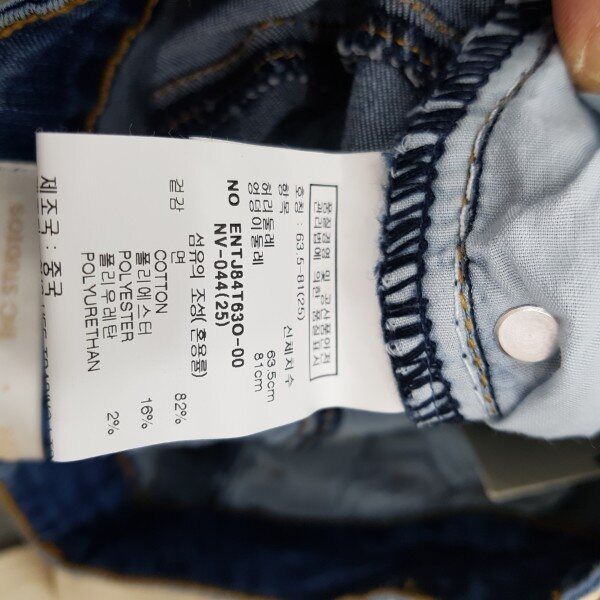 품질경영 및 공산품안전
관리법에 의한 품질표시
호칭 : 63.5-81(25)
항목 신체치수
허리둘레 63.5cm
엉덩이둘레 81cm
NO ENTJ84T63O-00
NV-044(25)
섬유의 조성(혼용률)
겉감 면
COTTON 82%
폴리에스터
POLYESTER 16%
폴리우레탄
POLYURETHAN 2%
제조국 : 중국